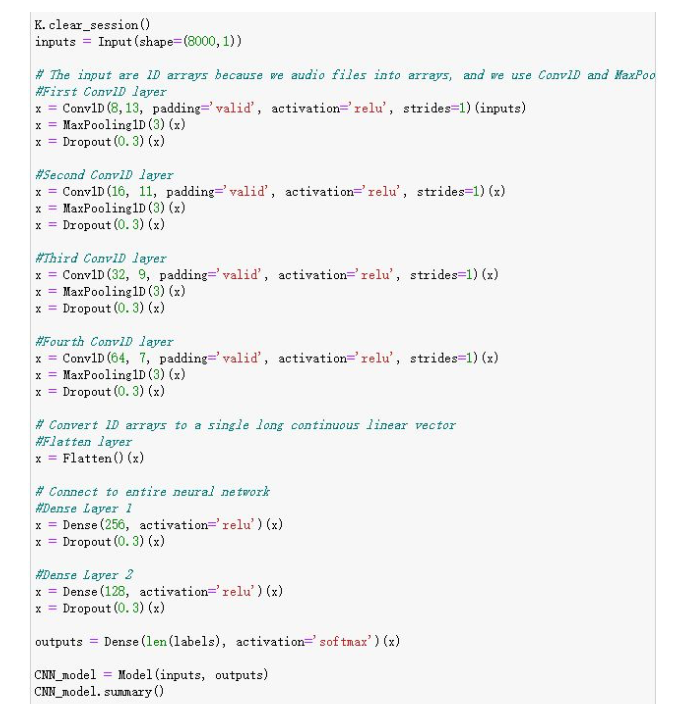 K.clear_session()
inputs = Input(shape=(8000,1))
# The input are 1D arrays because we audio files into arrays, and we use Conv1D and MaxPoo
#First Conv1D layer
x = Conv1D(8,13, padding='valid', activation='relu', strides=1)(inputs)
x = MaxPooling1D(3)(x)
x = Dropout(0.3)(x)
#Second Conv1D layer
x = Conv1D(16, 11, padding='valid', activation='relu', strides=1)(x)
x = MaxPooling1D(3)(x)
x = Dropout(0.3)(x)
#Third Conv1D layer
x = Conv1D(32, 9, padding='valid', activation='relu', strides=1)(x)
x = MaxPooling1D(3)(x)
x = Dropout(0.3)(x)
#Fourth Conv1D layer
x = Conv1D(64, 7, padding='valid', activation='relu', strides=1)(x)
x = MaxPooling1D(3)(x)
x = Dropout(0.3)(x)
# Convert 1D arrays to a single long continuous linear vector
#Flatten layer
x = Flatten()(x)
# Connect to entire neural network
#Dense Layer 1
x = Dense(256, activation='relu')(x)
x = Dropout(0.3)(x)
#Dense Layer 2
x = Dense(128, activation='relu')(x)
x = Dropout(0.3)(x)
outputs = Dense(len(labels), activation='softmax')(x)
CNN_model = Model(inputs, outputs)
CNN_model.summary()